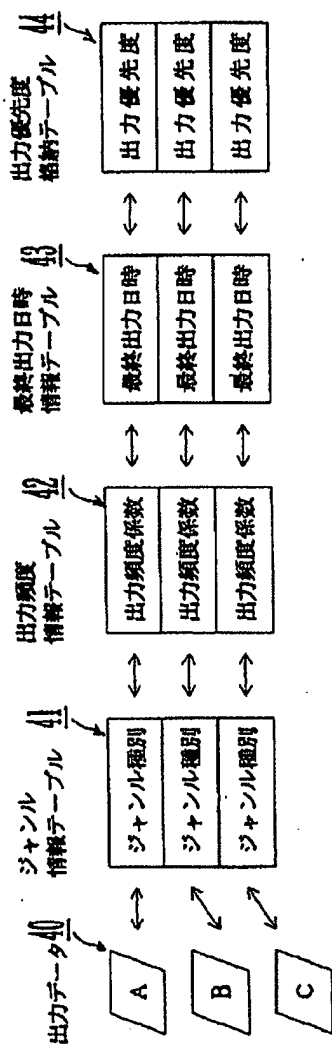 出力データ 40
A
B
C
ジャンル 41
情報テーブル
ジャンル種別
ジャンル種別
ジャンル種別
出力頻度 42
情報テーブル
出力頻度係数
出力頻度係数
出力頻度係数
最終出力日時 43
情報テーブル
最終出力日時
最終出力日時
最終出力日時
出力優先度 44
格納テーブル
出力優先度
出力優先度
出力優先度